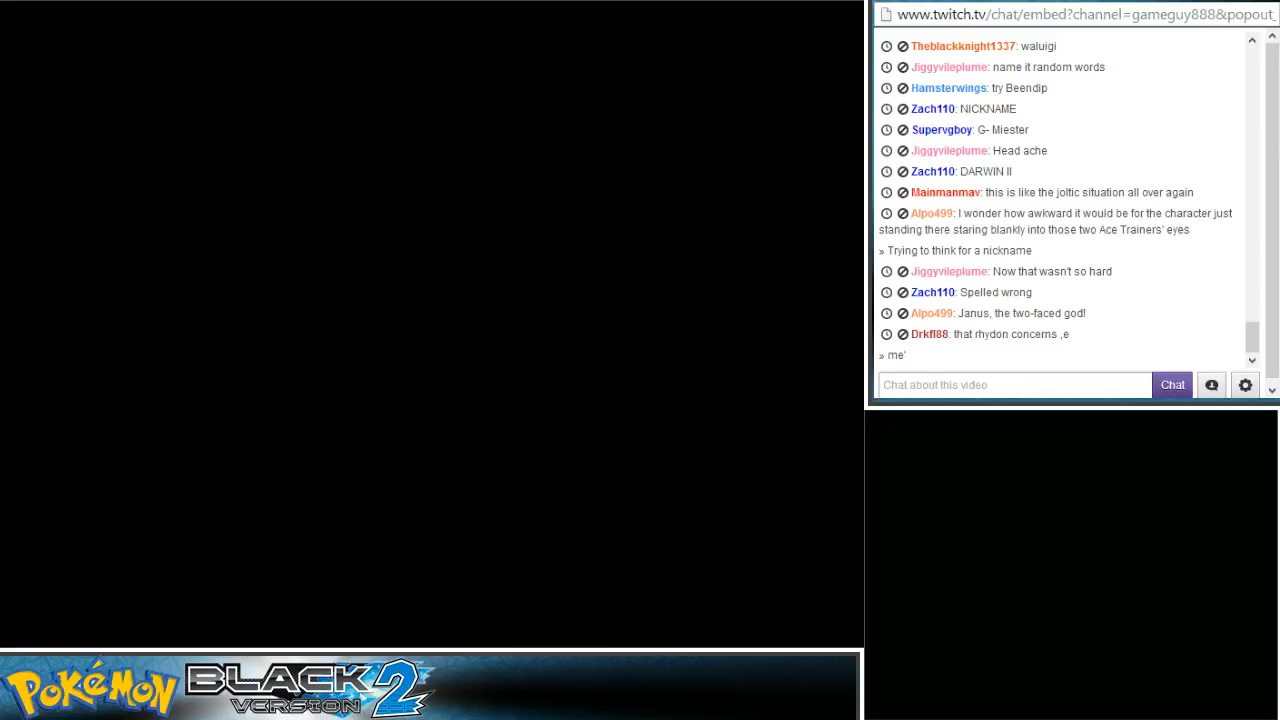 www.twitch.tv/chat/embed?channel=gameguy888&popout_
Theblackknight1337: waluigi
Jiggyvileplume: name it random words
Hamsterwings: try Beendip
Zach110: NICKNAME
Supervgboy: G- Miester
Jiggyvileplume: Head ache
Zach110: DARWIN II
Mainmanmav: this is like the joltic situation all over again
Alpo499: I wonder how awkward it would be for the character just
standing there staring blankly into those two Ace Trainers' eyes
» Trying to think for a nickname
Jiggyvileplume: Now that wasn't so hard
Zach110: Spelled wrong
Alpo499: Janus, the two-faced god!
Drkfl88: that rhydon concerns ,e
» me'
Chat about this video
Chat
POKéMON
BLACK 2
VERSION